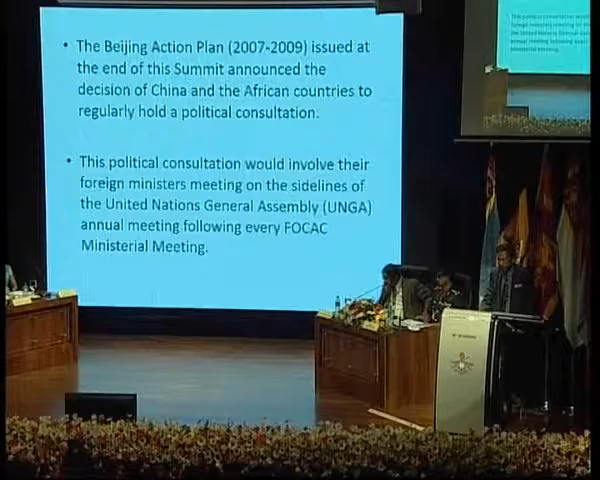 • The Beijing Action Plan (2007-2009) issued at
the end of this Summit announced the
decision of China and the African countries to
regularly hold a political consultation.
• This political consultation would involve their
foreign ministers meeting on the sidelines of
the United Nations General Assembly (UNGA)
annual meeting following every FOCAC
Ministerial Meeting.